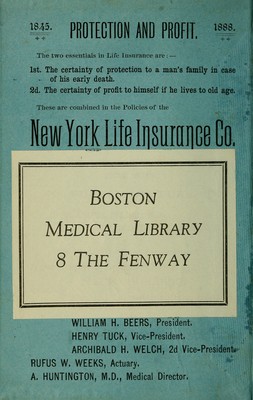 1845. PROTECTION AND PROFIT. 1888.
The two essentials in Life Insurance are : —
1st. The certainty of protection to a man's family in case
of his early death.
2d. The certainty of profit to himself if he lives to old age.
These are combined in the Policies of the
New York Life Insurance Co.
BOSTON
MEDICAL LIBRARY
8 THE FENWAY
WILLIAM H. BEERS, President.
HENRY TUCK, Vice-President.
ARCHIBALD H. WELCH, 2d Vice-President.
RUFUS W. WEEKS, Actuary.
A. HUNTINGTON, M.D., Medical Director.